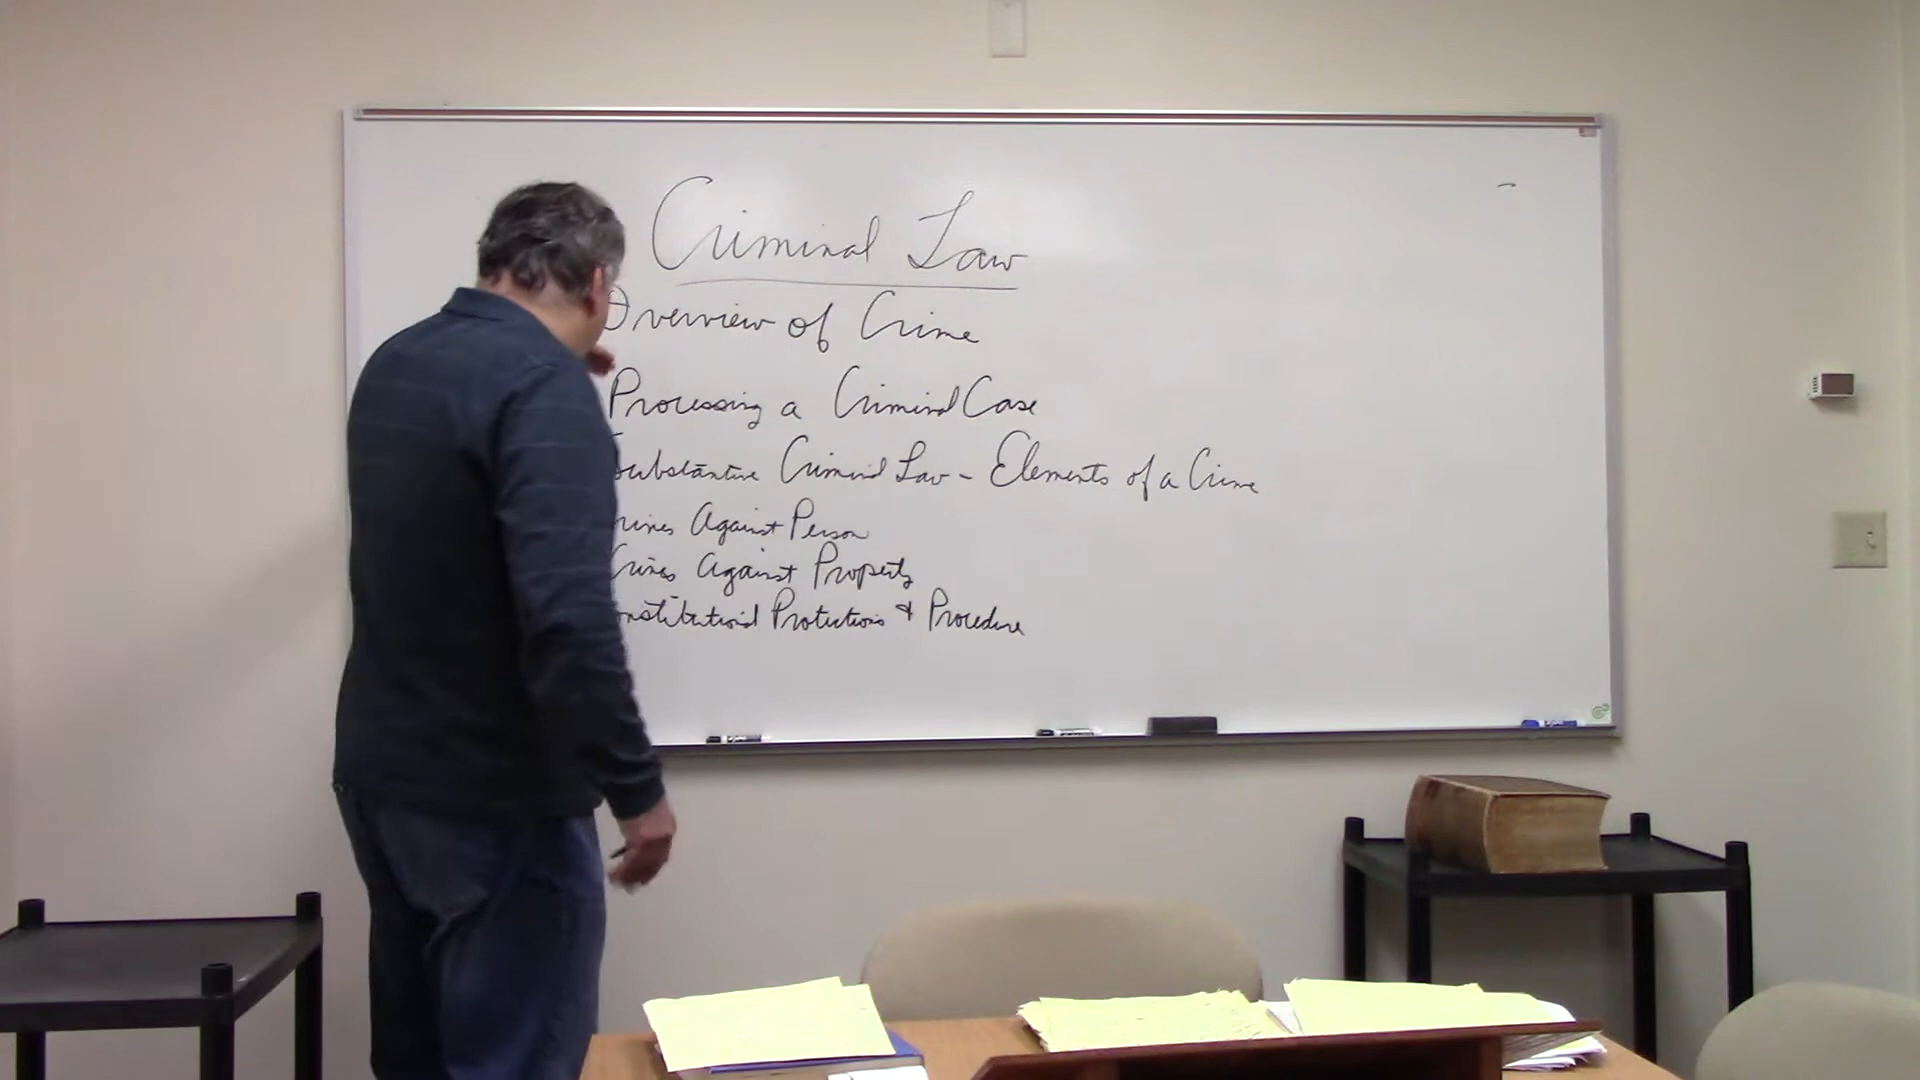 Criminal Law
Overview of Crime
Processing a Criminal Case
Substantive Criminal Law - Elements of a Crime
Crimes Against Person
Crimes Against Property
Constitutional Protections & Procedure